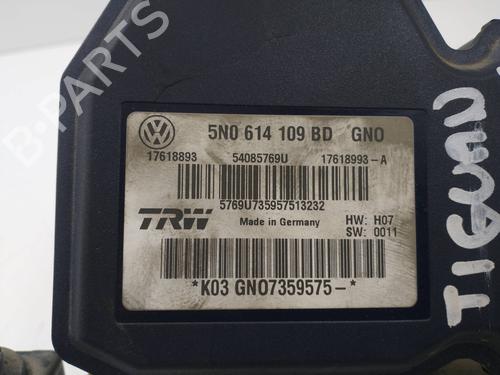 B-PARTS
5N0 614 109 BD GNO
17618893 54085769U 17618993-A
5769U735957513232
TRW Made in Germany HW: H07
SW: 0011
*K03 GNO7359575-*
TIGUAN